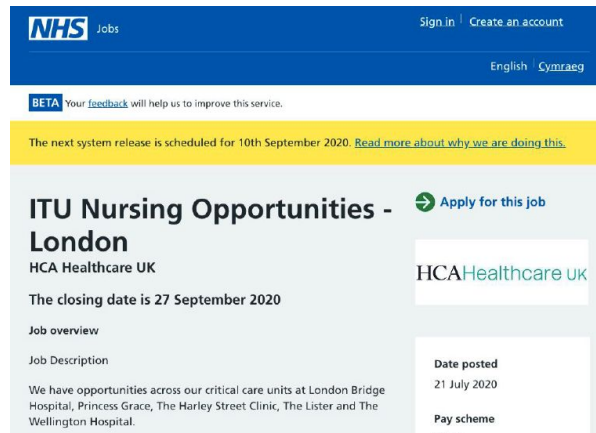 NHS Jobs
Sign in Create an account
English Cymraeg
BETA Your feedback will help us to improve this service.
The next system release is scheduled for 10th September 2020. Read more about why we are doing this.
ITU Nursing Opportunities -
London
HCA Healthcare UK
The closing date is 27 September 2020
Job overview
Job Description
We have opportunities across our critical care units at London Bridge
Hospital, Princess Grace, The Harley Street Clinic, The Lister and The
Wellington Hospital.
Apply for this job
HCAHealthcare UK
Date posted
21 July 2020
Pay scheme